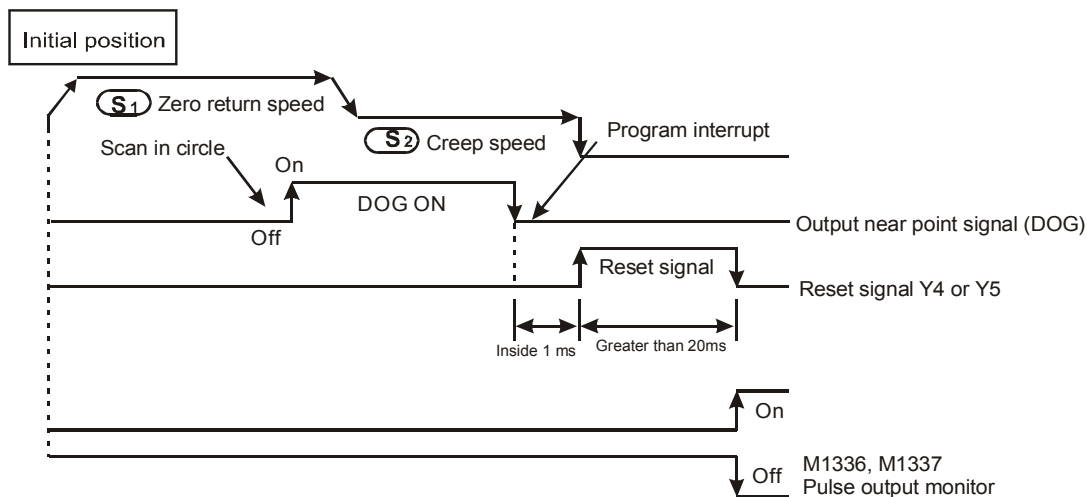 Initial position
S1 Zero return speed
S2 Creep speed
Program interrupt
Scan in circle
On
DOG ON
Off
Output near point signal (DOG)
Reset signal
Reset signal Y4 or Y5
Inside 1 ms
Greater than 20ms
On
Off
M1336, M1337
Pulse output monitor